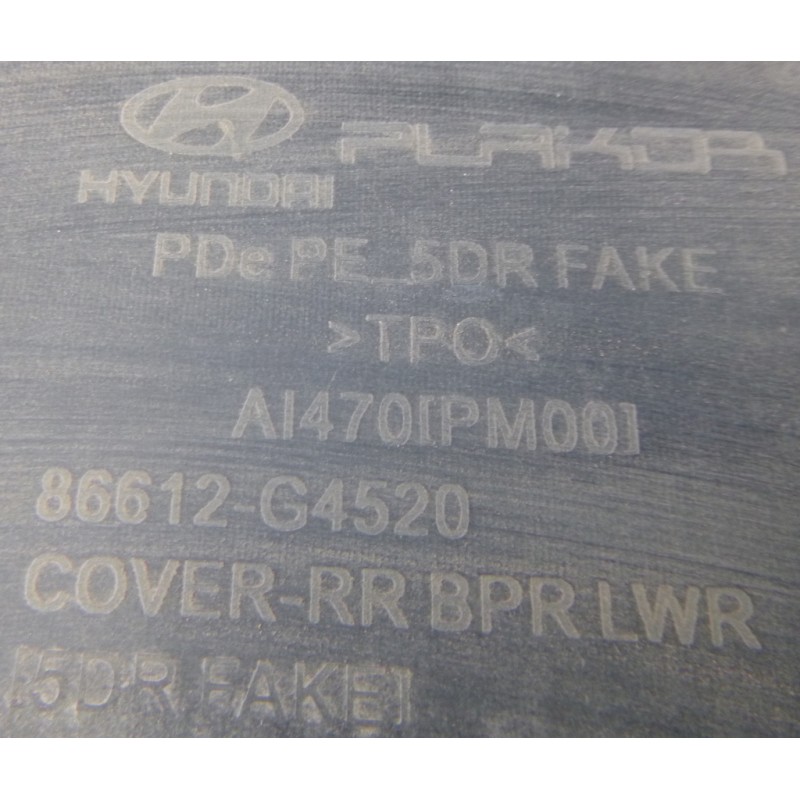 HYUNDAI PLAKOR
PDe PE_5DR FAKE
>TPO<
AI470[PM00]
86612-G4520
COVER-RR BPR LWR
[5DR FAKE]